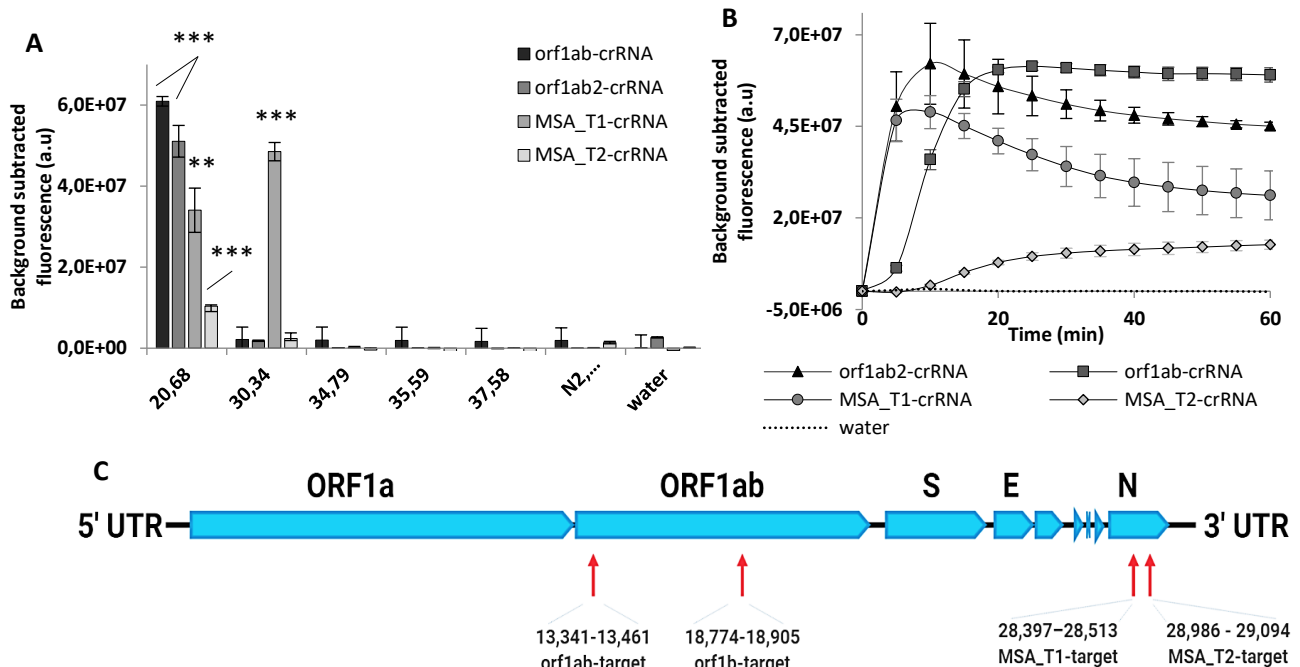 A
***
***
**
***
orf1ab-crRNA
orf1ab2-crRNA
MSA_T1-crRNA
MSA_T2-crRNA
Background subtracted
fluorescence (a.u)
6,0E+07
4,0E+07
2,0E+07
0,0E+00
20,68
30,34
34,79
35,59
37,58
N2,...
water
B
Background subtracted
fluorescence (a.u)
7,0E+07
4,5E+07
2,0E+07
-5,0E+06
0
20
40
60
Time (min)
orf1ab2-crRNA
orf1ab-crRNA
MSA_T1-crRNA
MSA_T2-crRNA
water
C
ORF1a
ORF1ab
S
E
N
5' UTR
3' UTR
13,341-13,461
orf1ab-target
18,774-18,905
orf1b-target
28,397–28,513
MSA_T1-target
28,986 - 29,094
MSA_T2-target